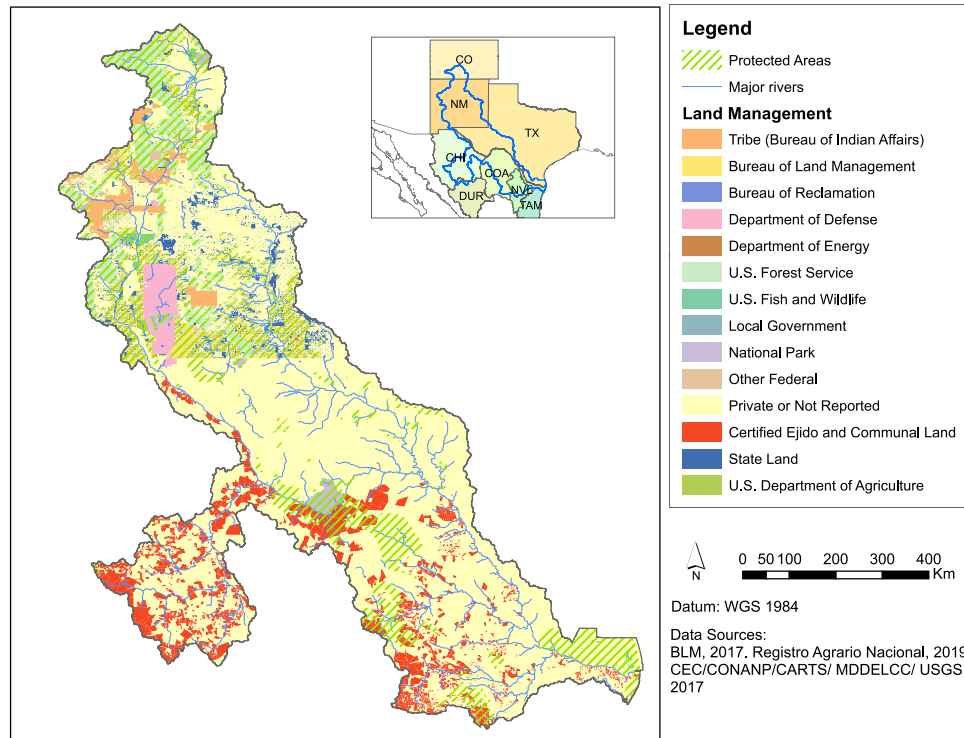 CO
NM
TX
CHI
COA
NVL
DUR
TAM
Legend
Protected Areas
Major rivers
Land Management
Tribe (Bureau of Indian Affairs)
Bureau of Land Management
Bureau of Reclamation
Department of Defense
Department of Energy
U.S. Forest Service
U.S. Fish and Wildlife
Local Government
National Park
Other Federal
Private or Not Reported
Certified Ejido and Communal Land
State Land
U.S. Department of Agriculture
N
0 50 100 200 300 400
Km
Datum: WGS 1984
Data Sources:
BLM, 2017. Registro Agrario Nacional, 2019
CEC/CONANP/CARTS/ MDDELCC/ USGS
2017